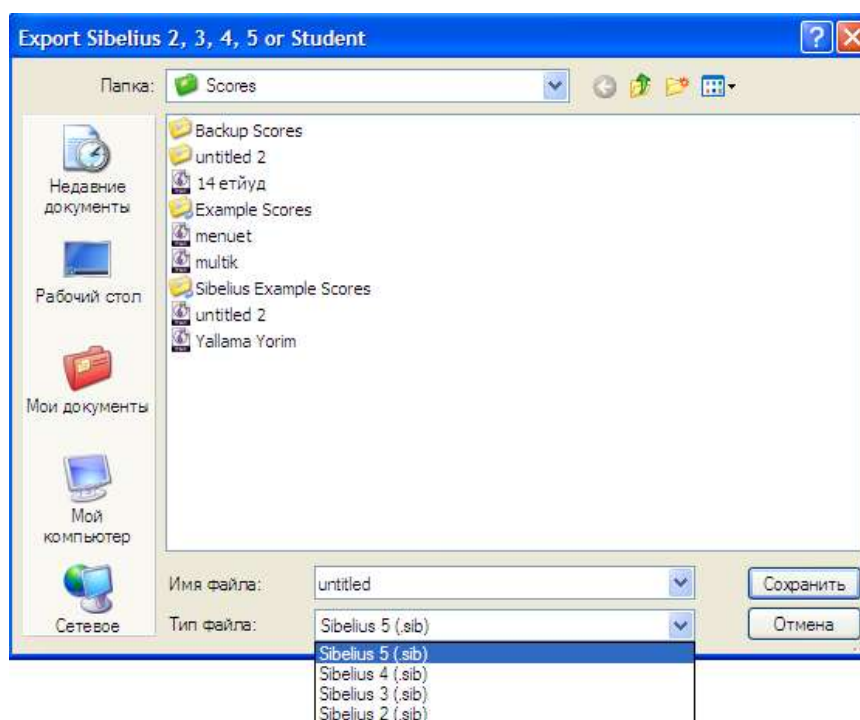 Export Sibelius 2, 3, 4, 5 or Student
Папка: Scores
Backup Scores
untitled 2
14 етйуд
Example Scores
menuet
multik
Sibelius Example Scores
untitled 2
Yallama Yorim
Недавние
документы
Рабочий стол
Мои документы
Мой
компьютер
Сетевое
Имя файла: untitled Сохранить
Тип файла: Sibelius 5 (.sib) Отмена
Sibelius 5 (.sib)
Sibelius 4 (.sib)
Sibelius 3 (.sib)
Sibelius 2 (.sib)